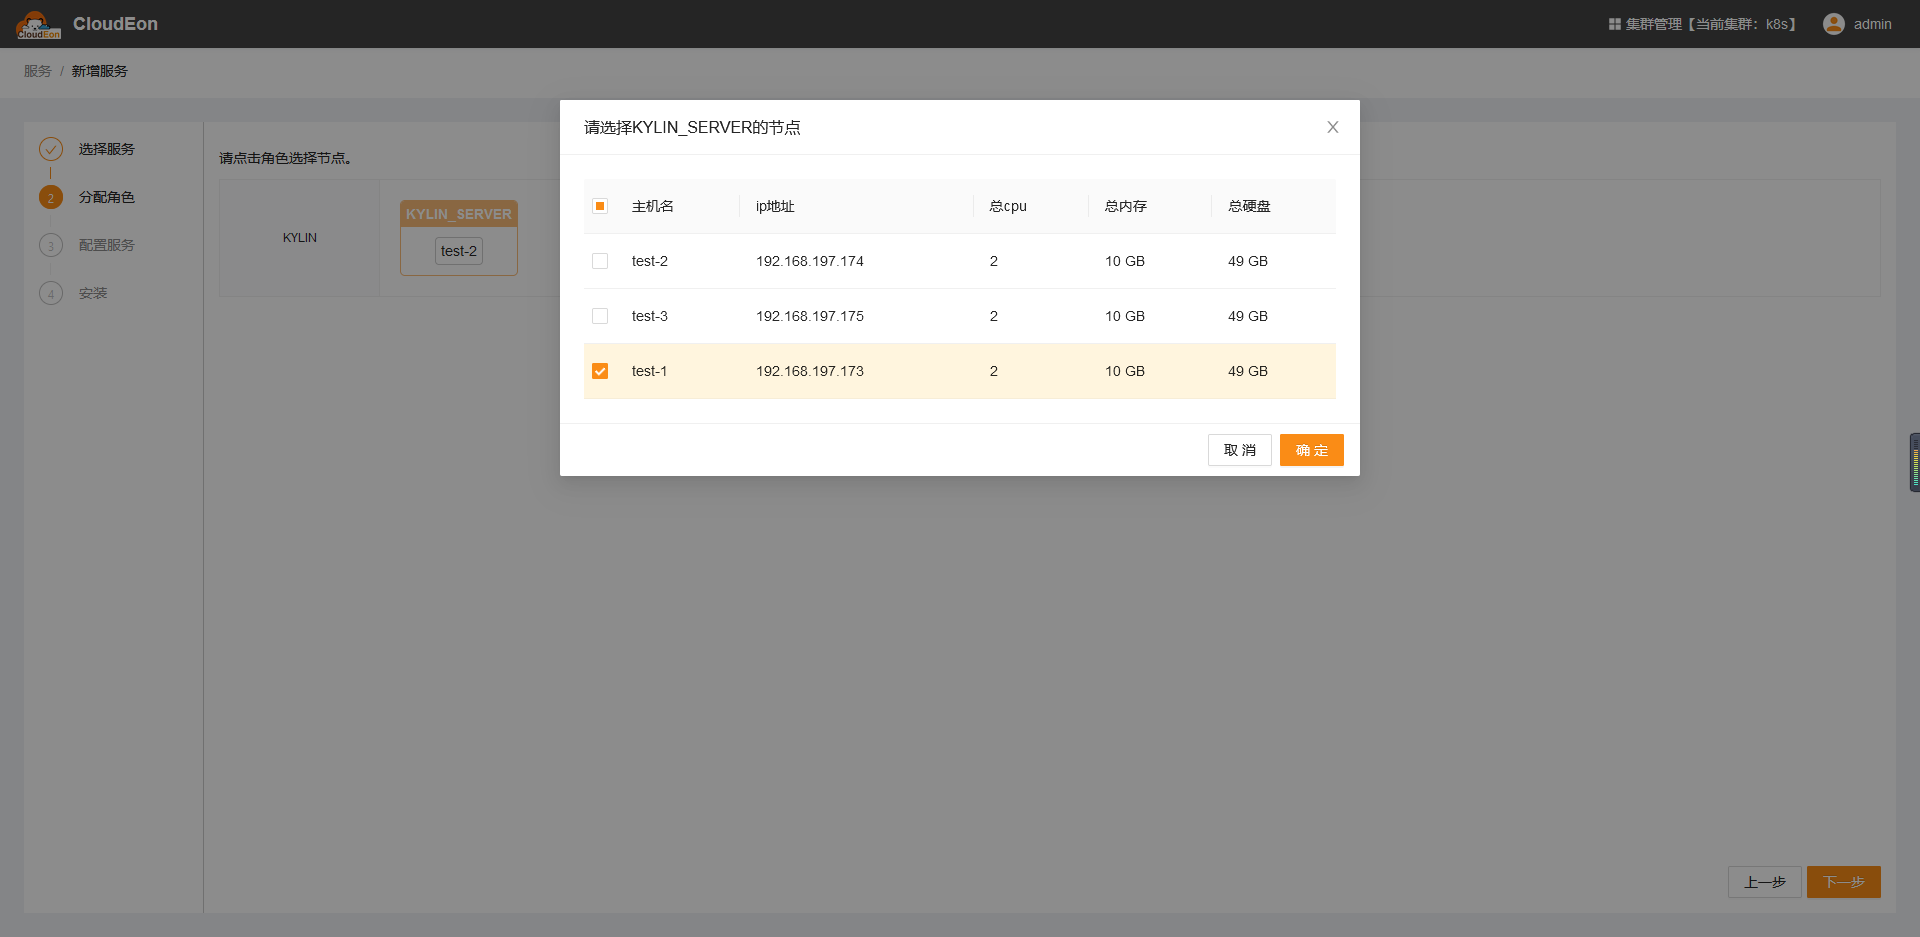 CloudEon
CloudEon
集群管理【当前集群：k8s】
admin
服务 / 新增服务
选择服务
2 分配角色
3 配置服务
4 安装
请点击角色选择节点。
KYLIN
KYLIN_SERVER
test-2
请选择KYLIN_SERVER的节点
主机名 ip地址 总cpu 总内存 总硬盘
test-2 192.168.197.174 2 10 GB 49 GB
test-3 192.168.197.175 2 10 GB 49 GB
test-1 192.168.197.173 2 10 GB 49 GB
取 消 确 定
上一步 下一步